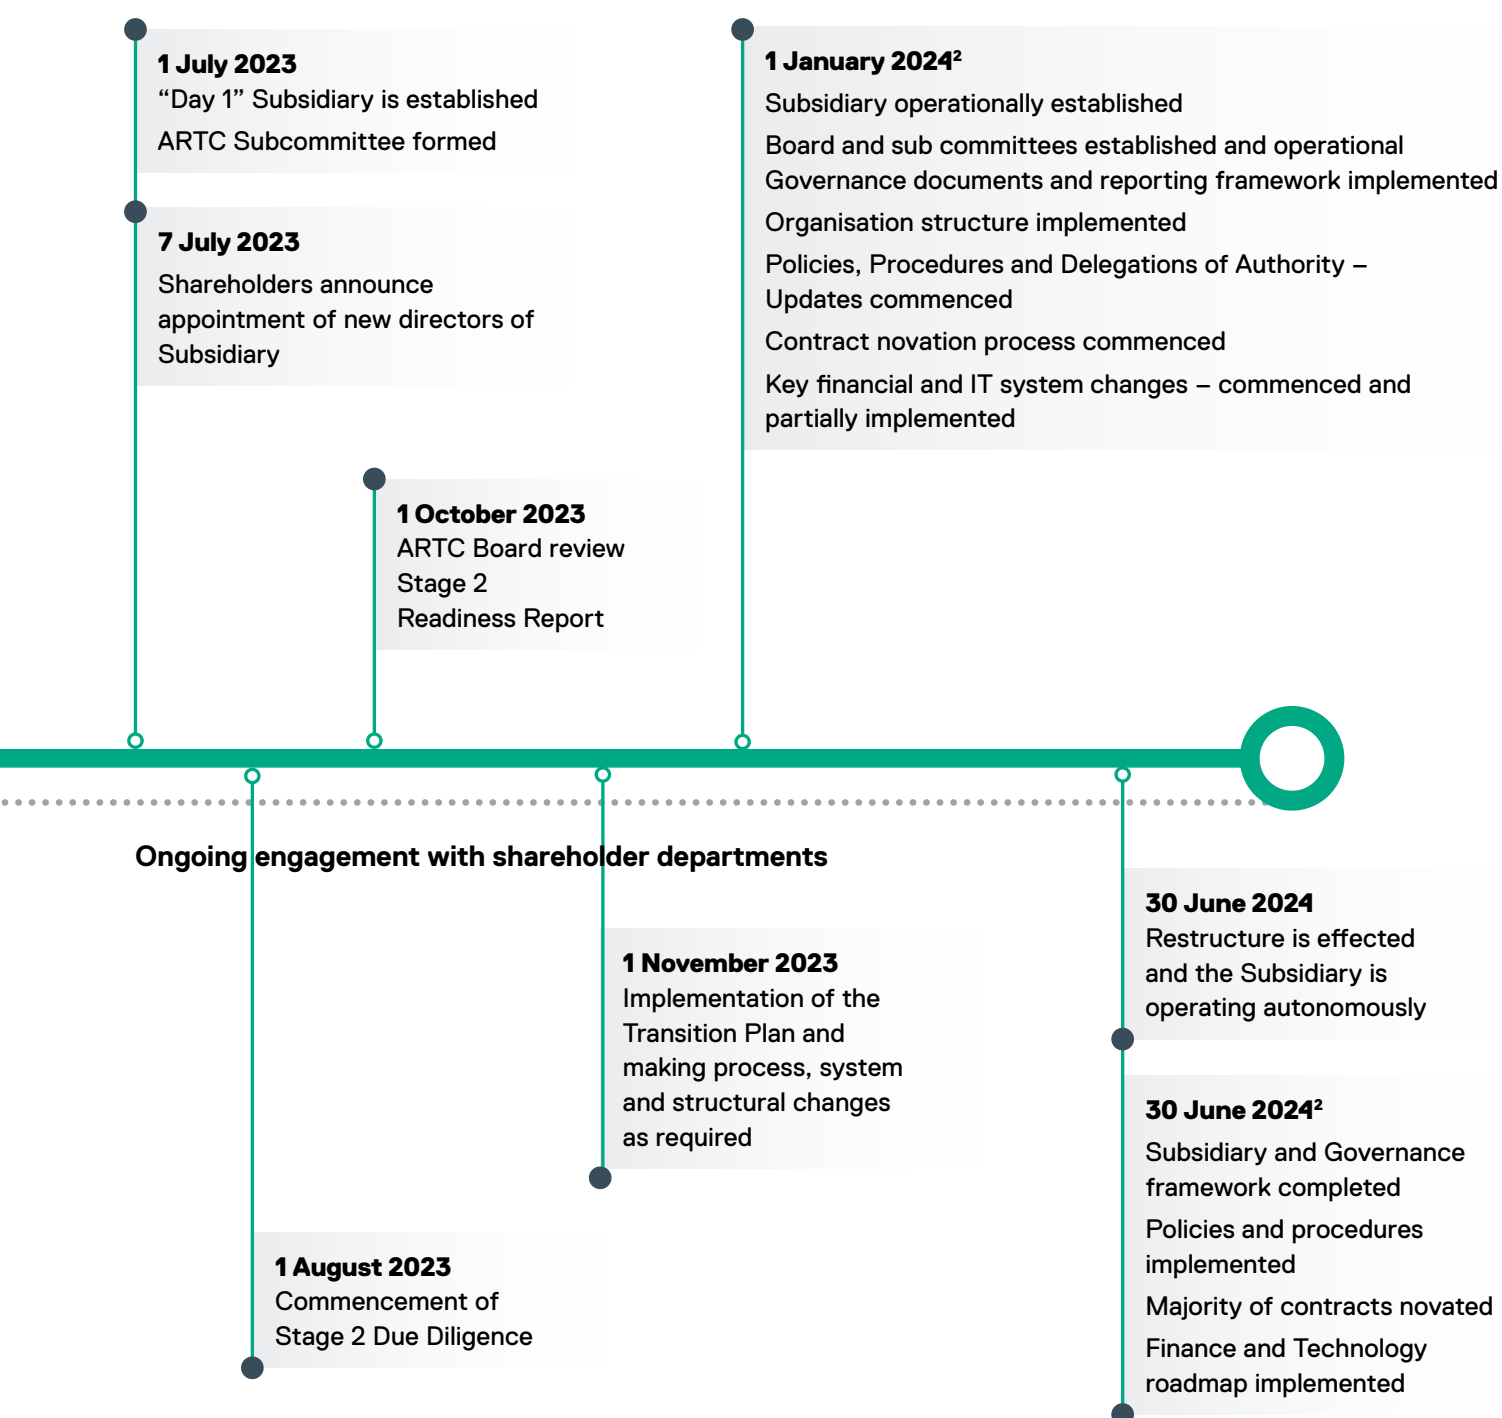 1 July 2023
“Day 1” Subsidiary is established
ARTC Subcommittee formed
7 July 2023
Shareholders announce
appointment of new directors of
Subsidiary
1 October 2023
ARTC Board review
Stage 2
Readiness Report
1 January 2024²
Subsidiary operationally established
Board and sub committees established and operational
Governance documents and reporting framework implemented
Organisation structure implemented
Policies, Procedures and Delegations of Authority –
Updates commenced
Contract novation process commenced
Key financial and IT system changes – commenced and
partially implemented
Ongoing engagement with shareholder departments
1 August 2023
Commencement of
Stage 2 Due Diligence
1 November 2023
Implementation of the
Transition Plan and
making process, system
and structural changes
as required
30 June 2024
Restructure is effected
and the Subsidiary is
operating autonomously
30 June 2024²
Subsidiary and Governance
framework completed
Policies and procedures
implemented
Majority of contracts novated
Finance and Technology
roadmap implemented